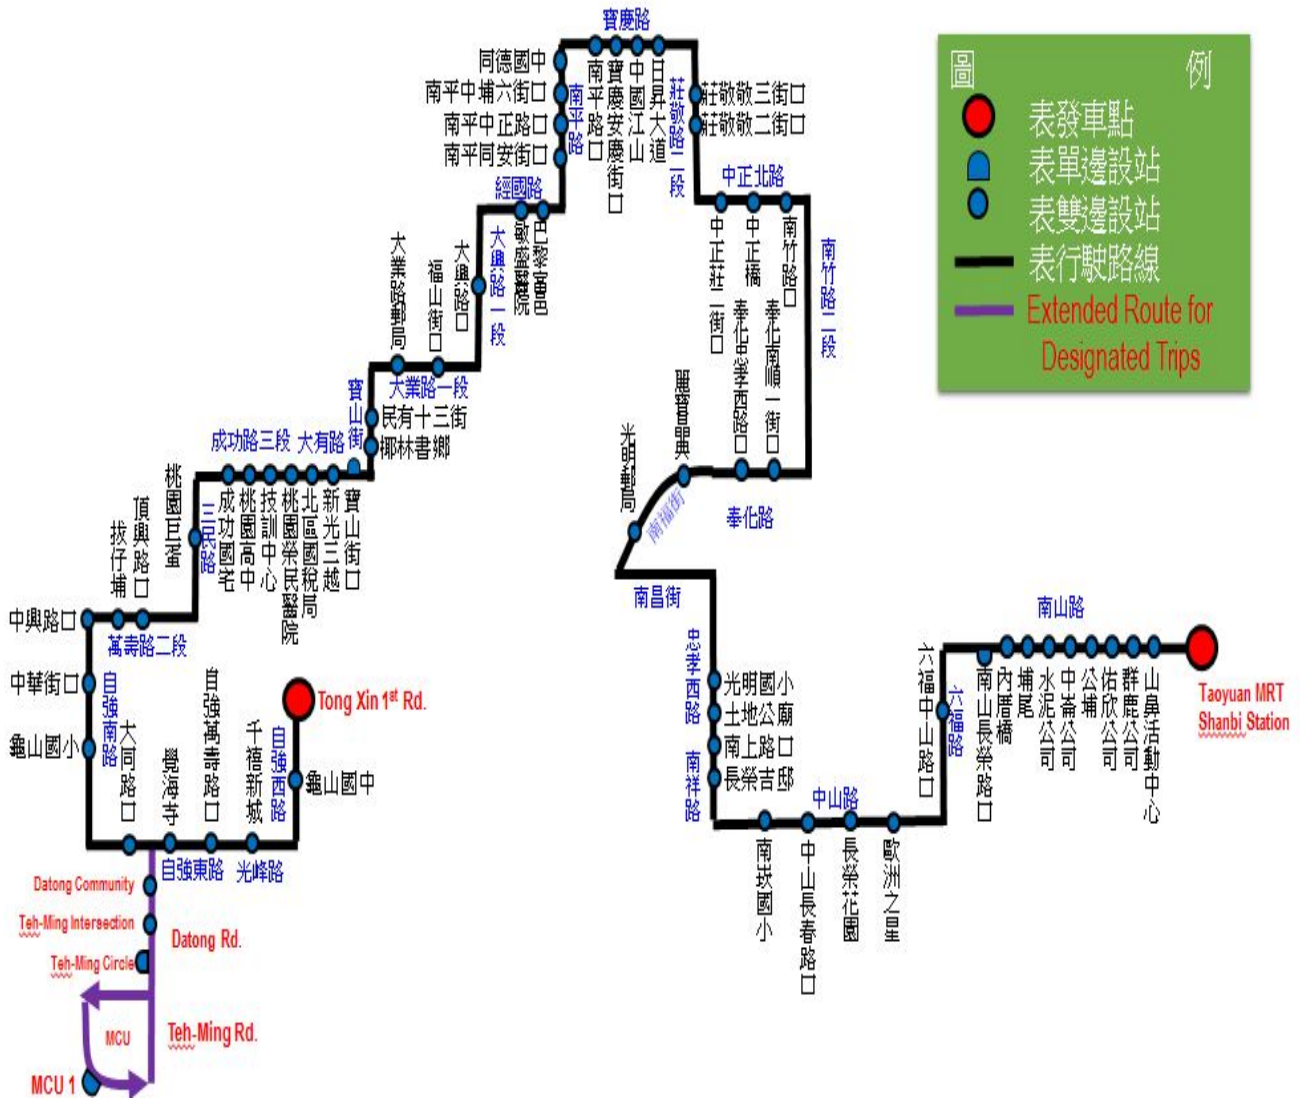 圖 例
表發車點
表單邊設站
表雙邊設站
表行駛路線
Extended Route for
Designated Trips
寶慶路
同德國中
南平中埔六街口
南平中正路口
南平同安街口
南平路
南平路口
寶慶安慶街口
中國江山
日昇大道
莊敬路二段
莊敬敬三街口
莊敬敬二街口
中正北路
中正莊二街口
中正橋
南竹路口
南竹路二段
經國路
敏盛醫院
巴黎富邑
大興路一段
大興路口
福山街口
大業路郵局
大業路一段
寶山街
民有十三街
椰林書鄉
成功路三段
大有路
成功國宅
桃園高中
技訓中心
桃園榮民醫院
北區國稅局
新光三越
寶山街口
三民路
桃園巨蛋
頂興路口
拔仔埔
萬壽路二段
中興路口
中華街口
龜山國小
自強南路
大同路口
覺海寺
自強萬壽路口
千禧新城
自強西路
Tong Xin 1st Rd.
龜山國中
自強東路
光峰路
Datong Community
Teh-Ming Intersection
Teh-Ming Circle
Datong Rd.
MCU
Teh-Ming Rd.
MCU 1
奉化忠孝西路口
奉化南順一街口
奉化路
麗寶
光明郵局
南福街
南昌街
忠孝西路
光明國小
土地公廟
南上路口
長榮吉邸
南祥路
中山路
南崁國小
中山長春路口
長榮花園
歐洲之星
六福中山路口
六福路
南山路
南山長榮路口
內厝橋
埔尾
水泥公司
中崙公司
公埔
佑欣公司
群鹿公司
山鼻活動中心
Taoyuan MRT
Shanbi Station